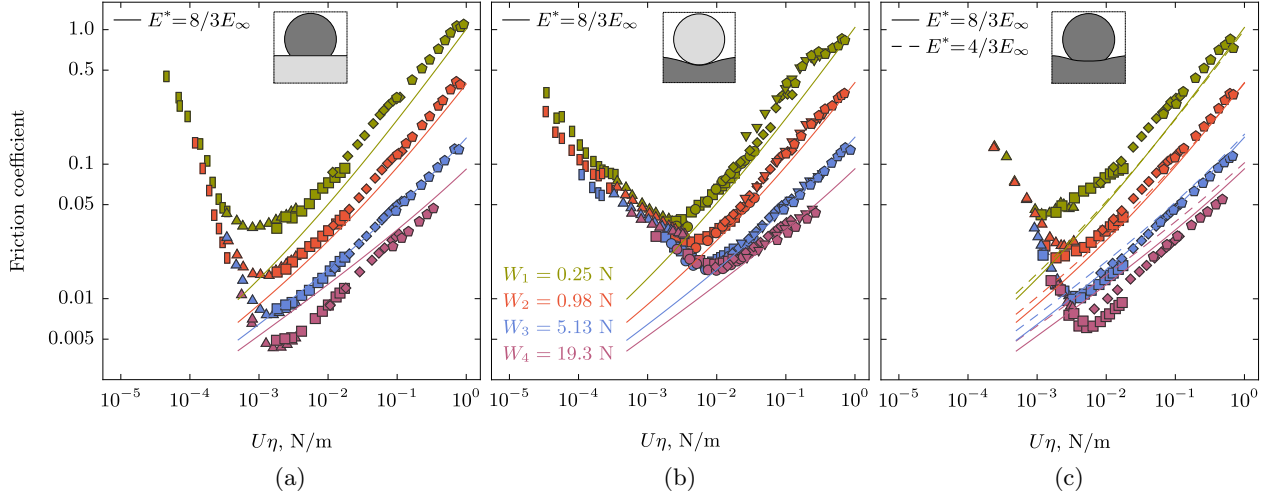 Friction coefficient
1.0
0.5
0.10
0.05
0.010
0.005
E*=8/3E∞
10⁻⁵ 10⁻⁴ 10⁻³ 10⁻² 10⁻¹ 10⁰
Uη, N/m
(a)
E*=8/3E∞
W₁ = 0.25 N
W₂ = 0.98 N
W₃ = 5.13 N
W₄ = 19.3 N
10⁻⁵ 10⁻⁴ 10⁻³ 10⁻² 10⁻¹ 10⁰
Uη, N/m
(b)
E*=8/3E∞
E*=4/3E∞
10⁻⁵ 10⁻⁴ 10⁻³ 10⁻² 10⁻¹ 10⁰
Uη, N/m
(c)